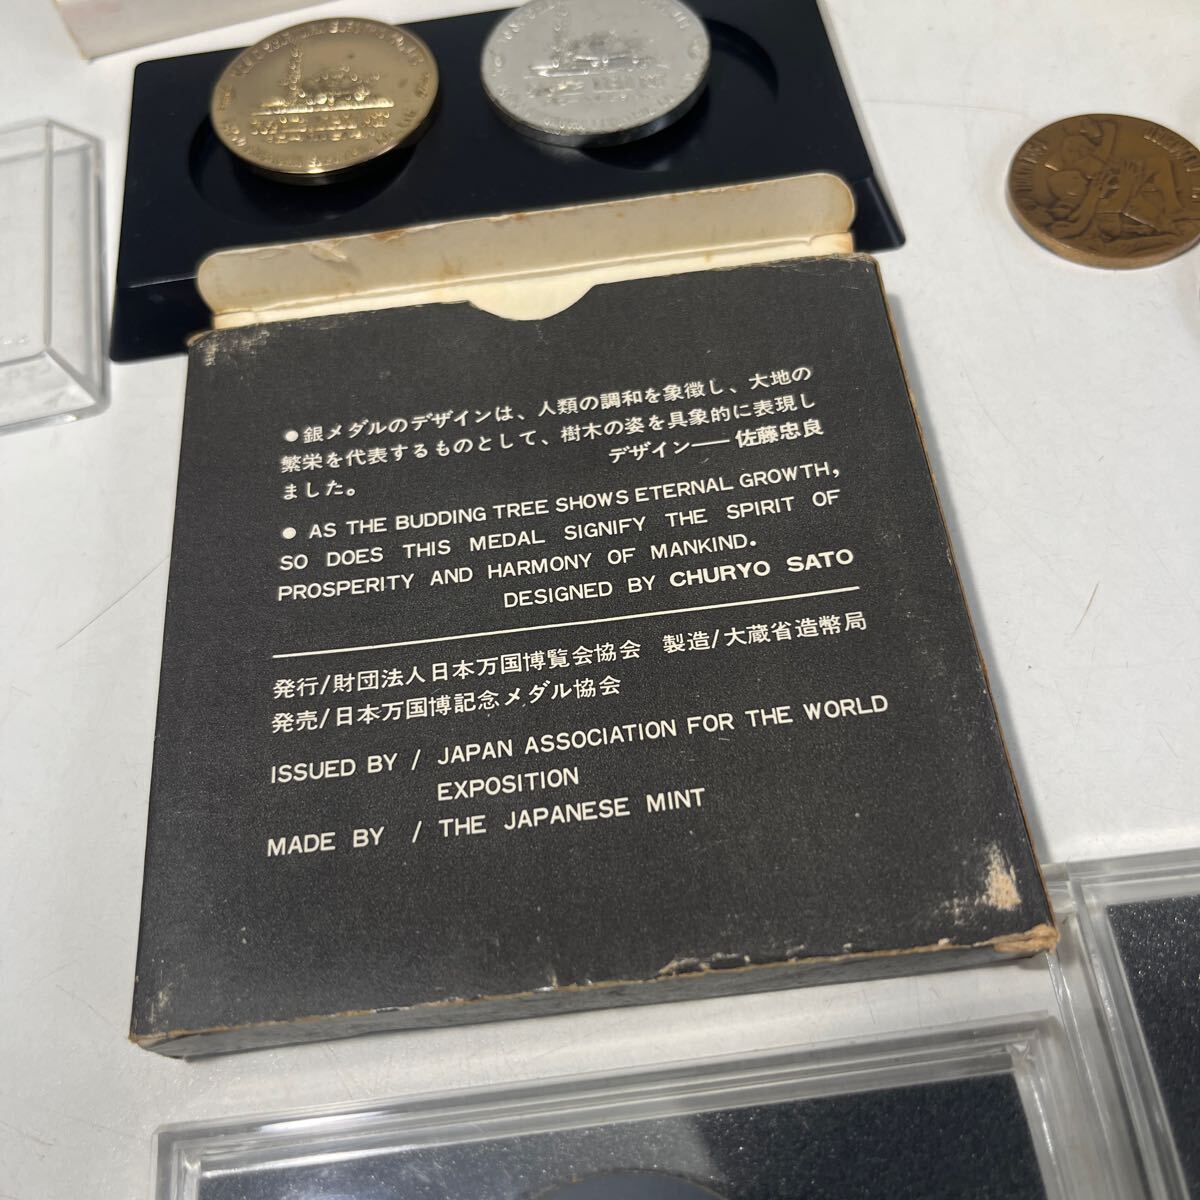 ●銀メダルのデザインは、人類の調和を象徴し、大地の
繁栄を代表するものとして、樹木の姿を具象的に表現し
ました。
デザイン——佐藤忠良
● AS THE BUDDING TREE SHOWS ETERNAL GROWTH,
SO DOES THIS MEDAL SIGNIFY THE SPIRIT OF
PROSPERITY AND HARMONY OF MANKIND.
DESIGNED BY CHURYO SATO
発行/財団法人日本万国博覧会協会 製造/大蔵省造幣局
発売/日本万国博記念メダル協会
ISSUED BY / JAPAN ASSOCIATION FOR THE WORLD
EXPOSITION
MADE BY / THE JAPANESE MINT